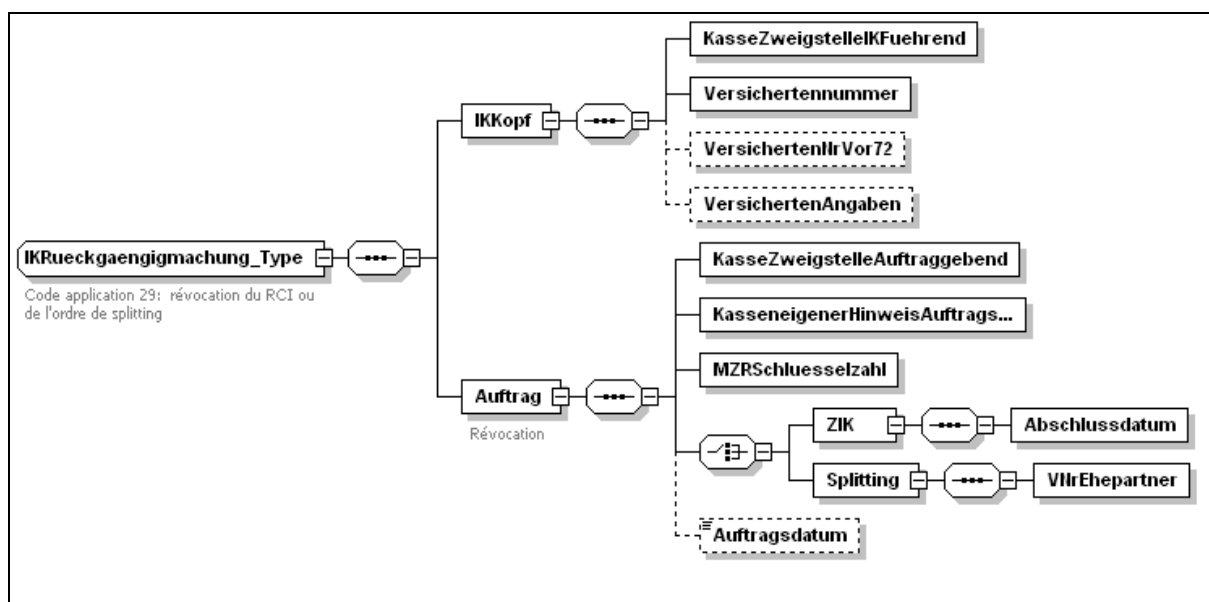 KasseZweigstelleIKFuehrend
Versichertennummer
IKKopf
VersichertenNrVor72
VersichertenAngaben
IKRueckgaengigmachung_Type
Code application 29: révocation du RCI ou
de l'ordre de splitting
KasseZweigstelleAuftraggebend
KasseneigenerHinweisAuftrags...
MZRSchluesselzahl
Auftrag
Révocation
ZIK
Abschlussdatum
Splitting
VNrEhepartner
Auftragsdatum